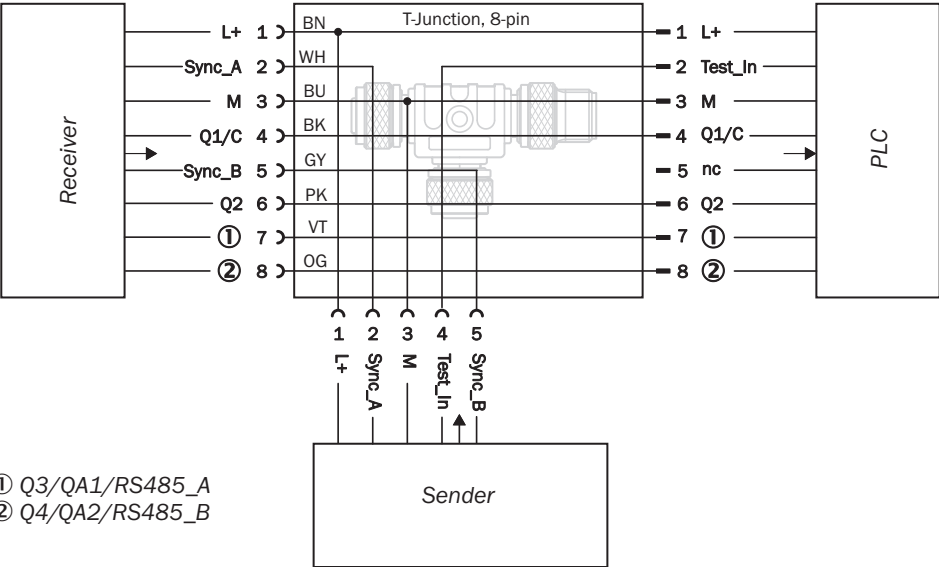 T-Junction, 8-pin
Receiver
PLC
L+ 1 BN 1 L+
Sync_A 2 WH 2 Test_In
M 3 BU 3 M
Q1/C 4 BK 4 Q1/C
Sync_B 5 GY 5 nc
Q2 6 PK 6 Q2
① 7 VT 7 ①
② 8 OG 8 ②
1 2 3 4 5
L+ Sync_A M Test_In Sync_B
Sender
① Q3/QA1/RS485_A
② Q4/QA2/RS485_B